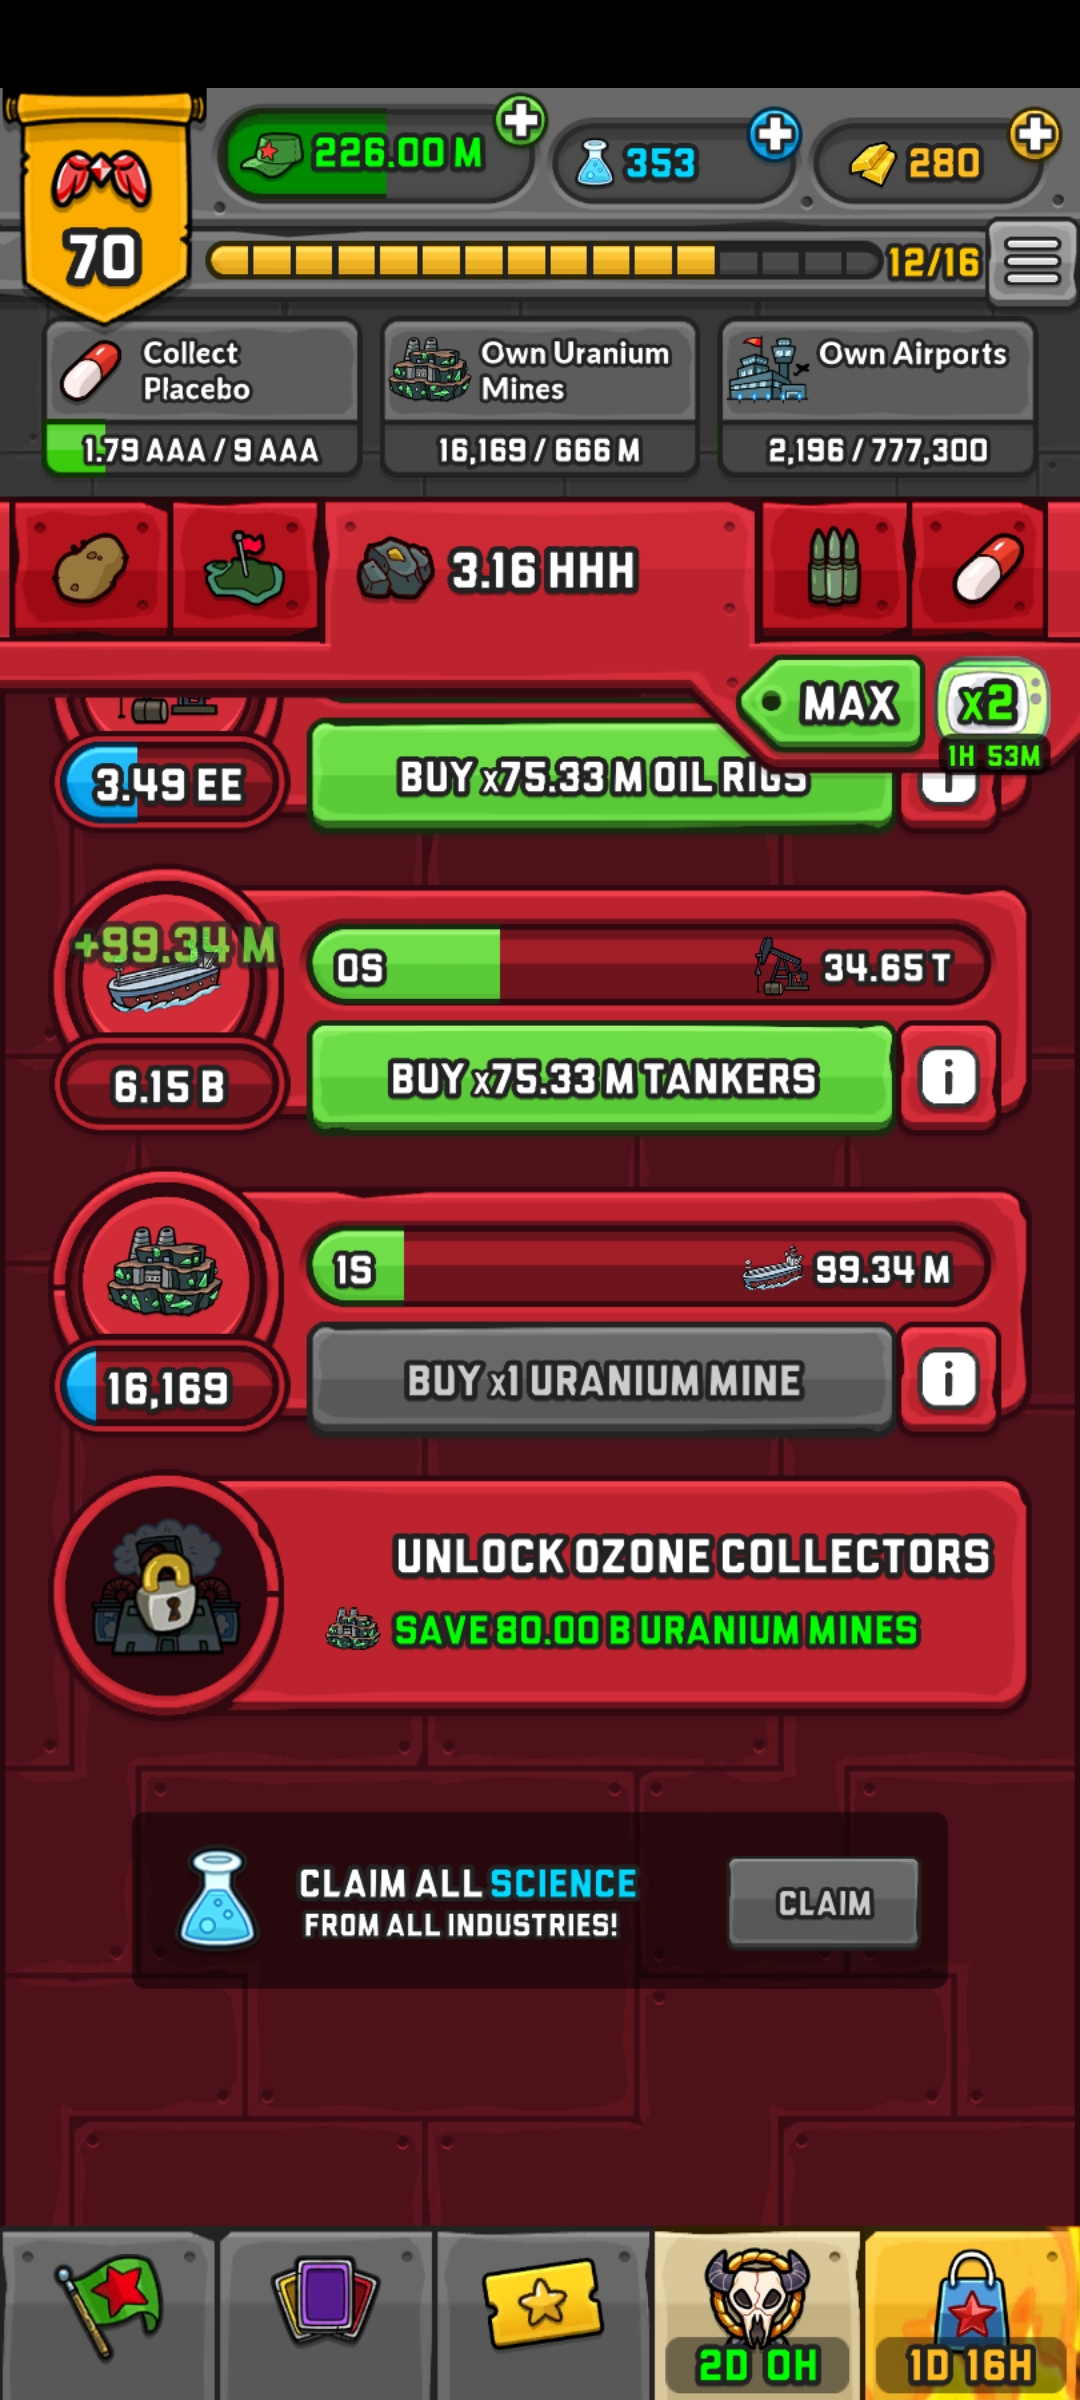 226.00 M
353
280
70
12/16
Collect
Placebo
1.79 AAA / 9 AAA
Own Uranium
Mines
16,169 / 666 M
Own Airports
2,196 / 777,300
3.16 HHH
MAX
x2
1H 53M
3.49 EE
BUY x75.33 M OIL RIGS
+99.34 M
0S
34.65 T
6.15 B
BUY x75.33 M TANKERS
i
1S
99.34 M
16,169
BUY x1 URANIUM MINE
i
UNLOCK OZONE COLLECTORS
SAVE 80.00 B URANIUM MINES
CLAIM ALL SCIENCE
FROM ALL INDUSTRIES!
CLAIM
2D 0H
1D 16H